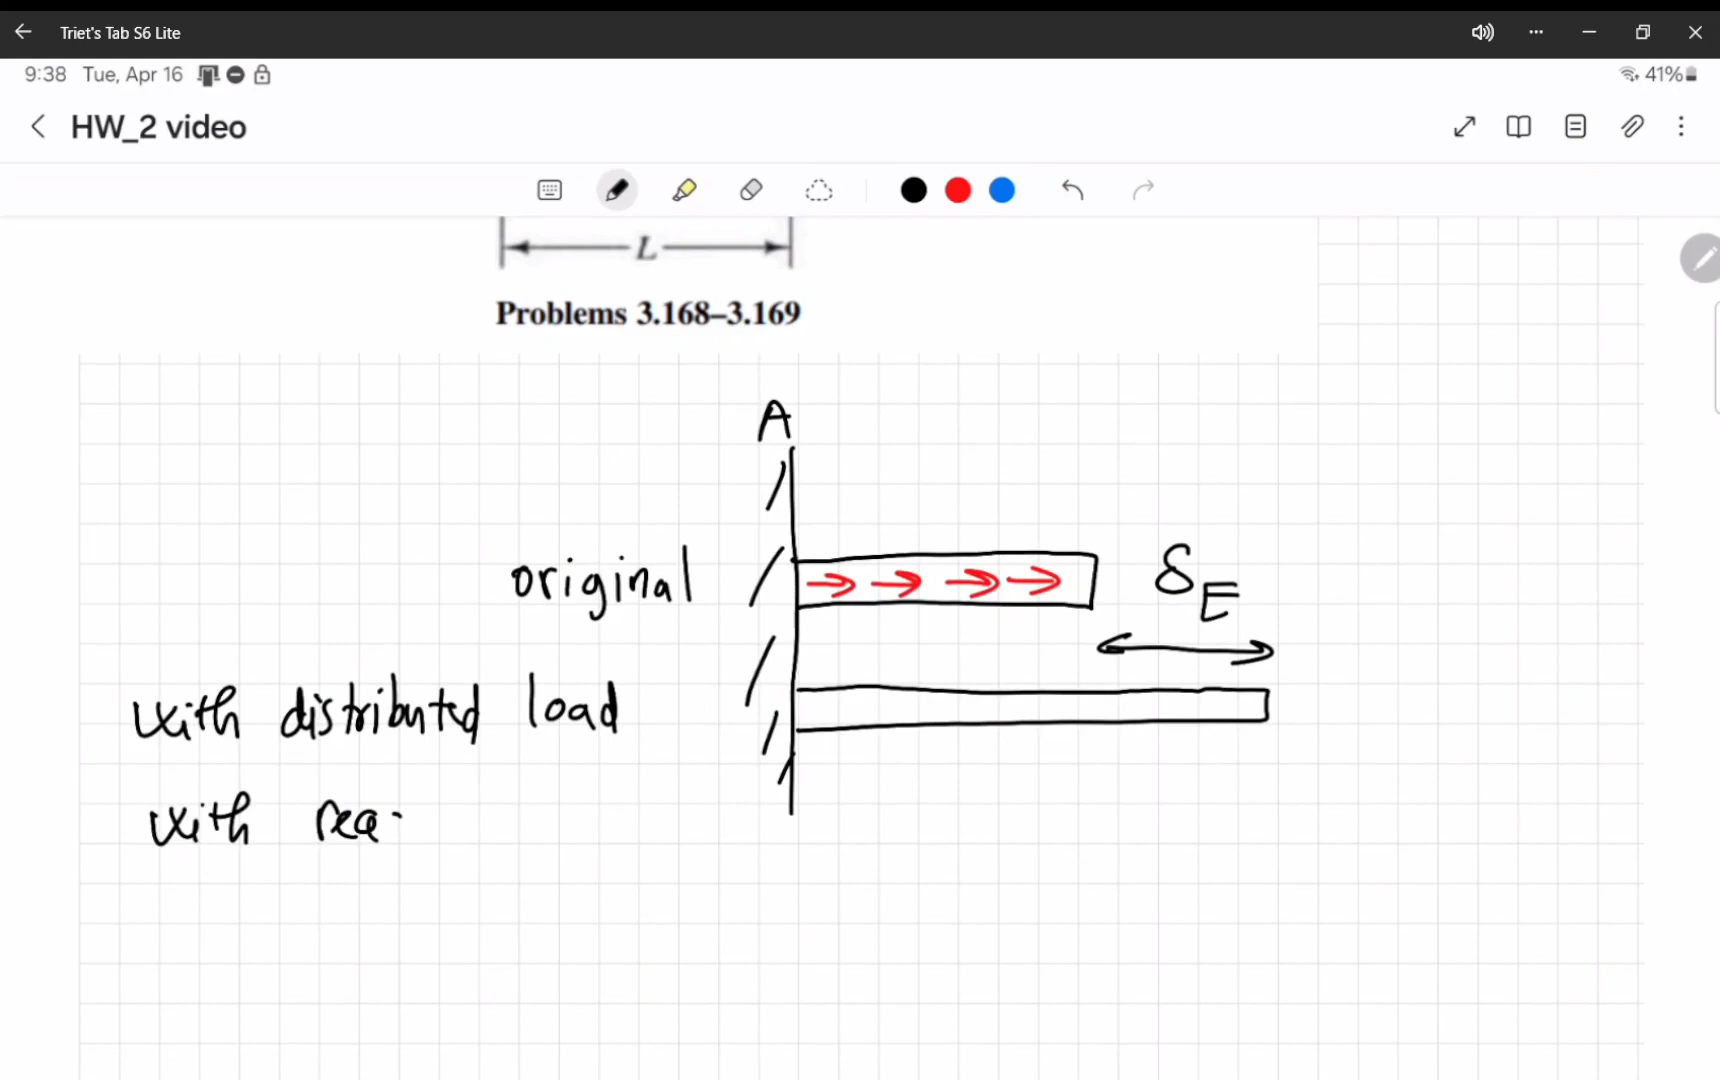 Triet's Tab S6 Lite
9:38 Tue, Apr 16
41%
HW_2 video
L
Problems 3.168–3.169
A
original
δE
with distributed load
with rea